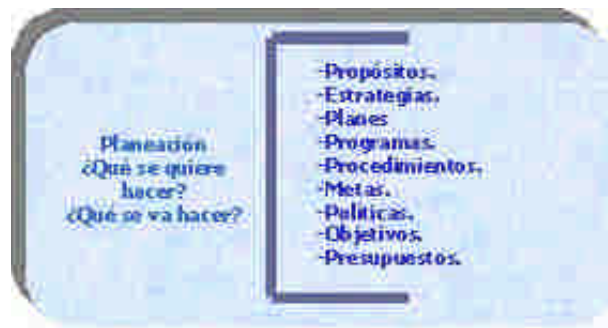 Planeación
¿Qué se quiere
hacer?
¿Qué se va hacer?
-Propósitos.
-Estrategias.
-Planes
-Programas.
-Procedimientos.
-Metas.
-Políticas.
-Objetivos.
-Presupuestos.